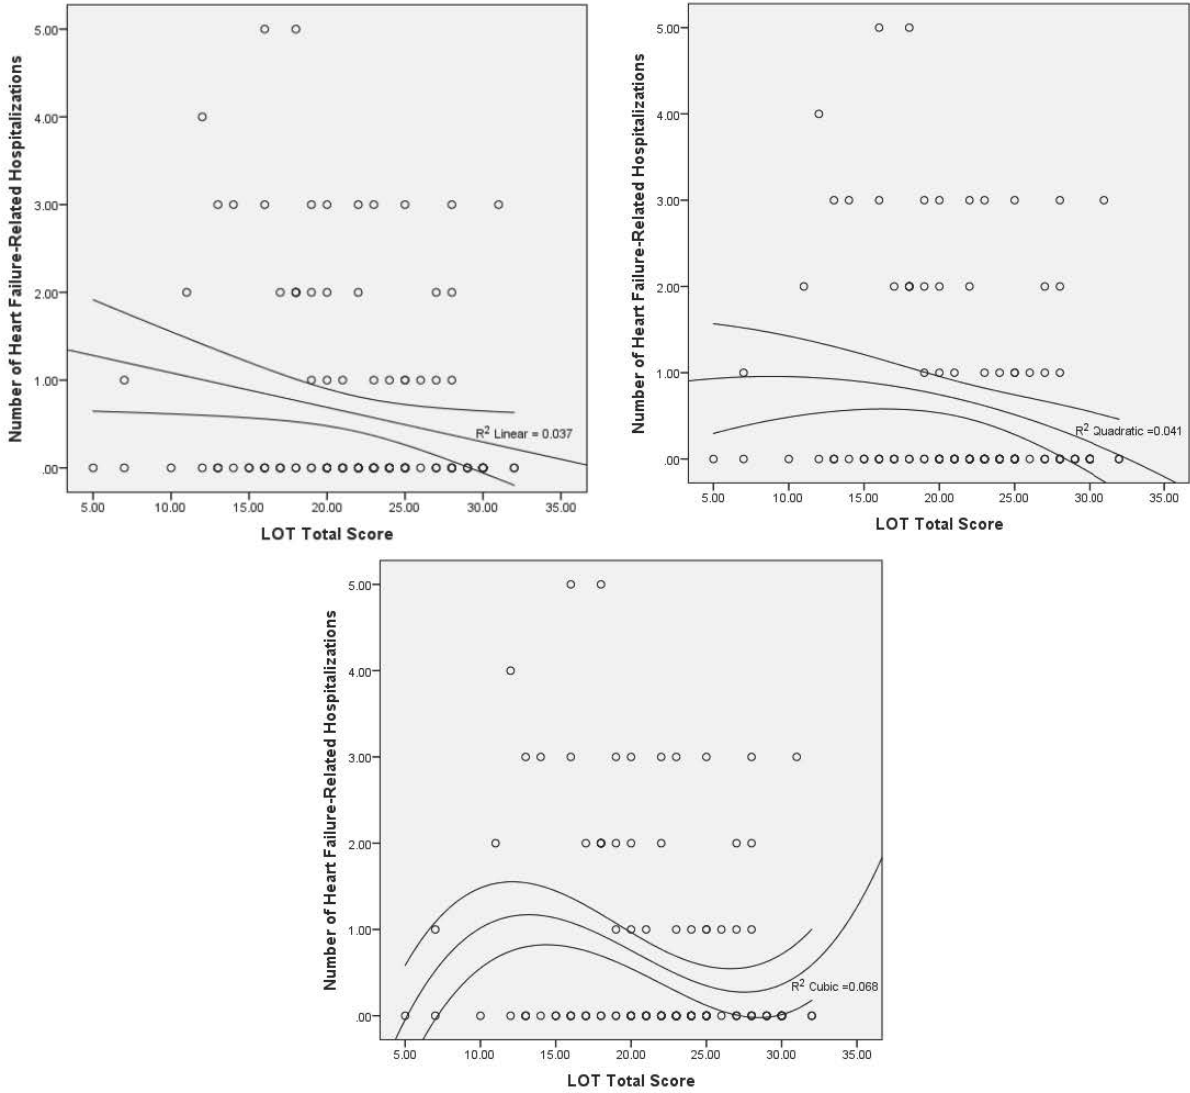 Number of Heart Failure-Related Hospitalizations
5.00
4.00
3.00
2.00
1.00
.00
R2 Linear = 0.037
5.00 10.00 15.00 20.00 25.00 30.00 35.00
LOT Total Score
Number of Heart Failure-Related Hospitalizations
5.00
4.00
3.00
2.00
1.00
.00
R2 Quadratic =0.041
5.00 10.00 15.00 20.00 25.00 30.00 35.00
LOT Total Score
Number of Heart Failure-Related Hospitalizations
5.00
4.00
3.00
2.00
1.00
.00
R2 Cubic =0.068
5.00 10.00 15.00 20.00 25.00 30.00 35.00
LOT Total Score